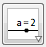 a = 2